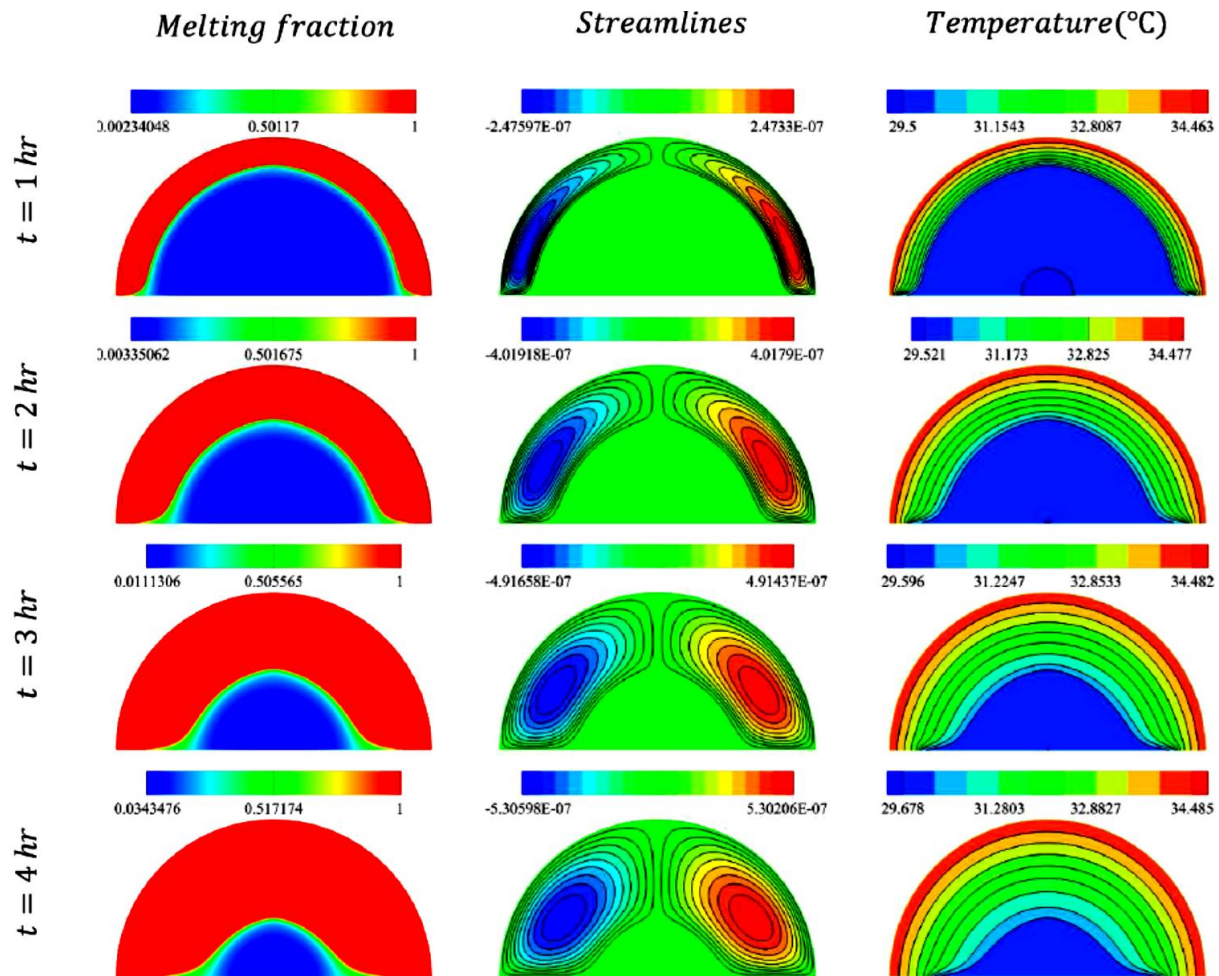 Melting fraction Streamlines Temperature(°C)
t = 1 hr
0.00234048 0.50117 1
-2.47597E-07 2.4733E-07
29.5 31.1543 32.8087 34.463
t = 2 hr
0.00335062 0.501675 1
-4.01918E-07 4.0179E-07
29.521 31.173 32.825 34.477
t = 3 hr
0.0111306 0.505565 1
-4.91658E-07 4.91437E-07
29.596 31.2247 32.8533 34.482
t = 4 hr
0.0343476 0.517174 1
-5.30598E-07 5.30206E-07
29.678 31.2803 32.8827 34.485